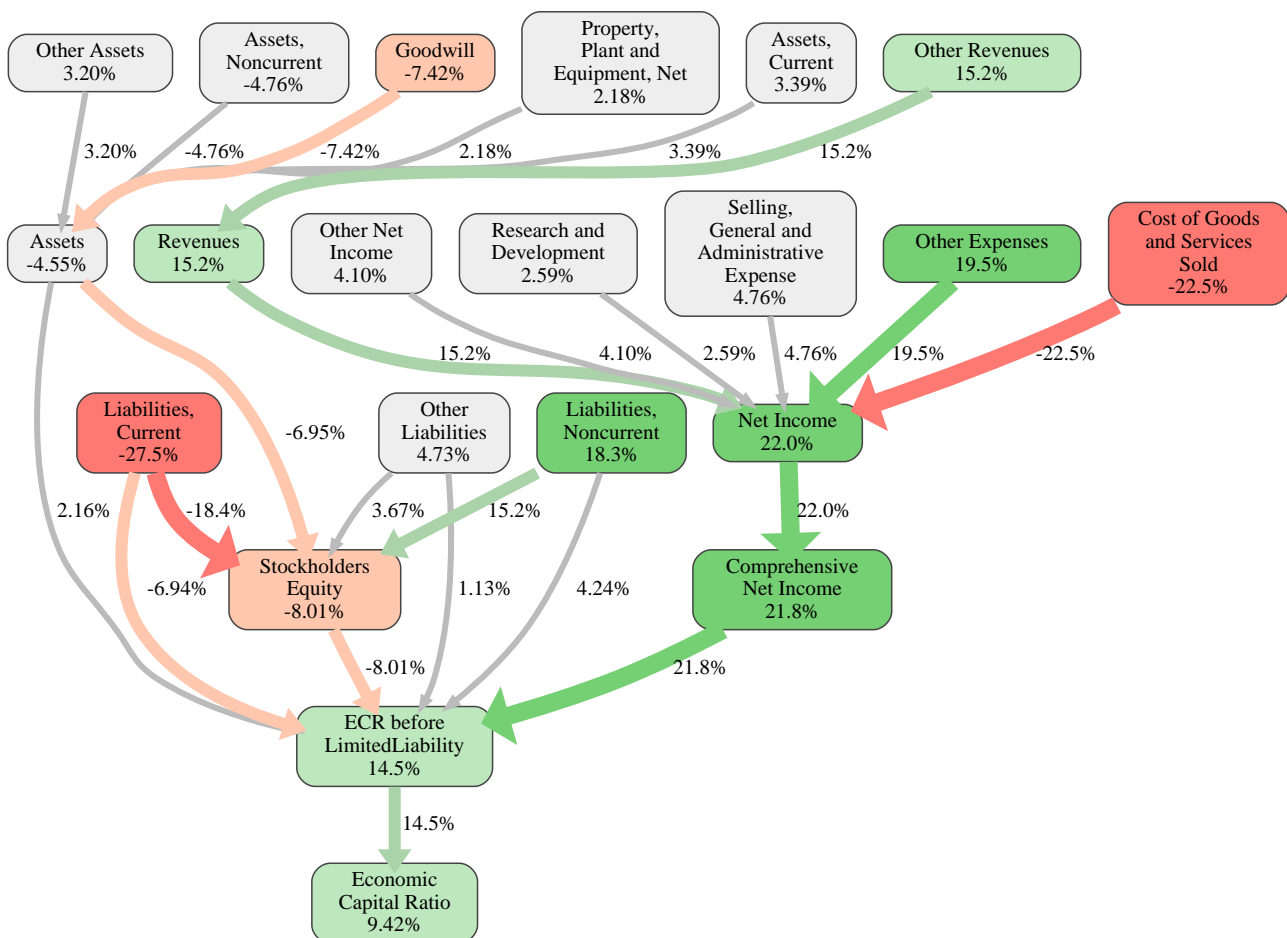 Other Assets
3.20%
Assets,
Noncurrent
-4.76%
Goodwill
-7.42%
Property,
Plant and
Equipment, Net
2.18%
Assets,
Current
3.39%
Other Revenues
15.2%
3.20%
-4.76%
-7.42%
2.18%
3.39%
15.2%
Assets
-4.55%
Revenues
15.2%
Other Net
Income
4.10%
Research and
Development
2.59%
Selling,
General and
Administrative
Expense
4.76%
Other Expenses
19.5%
Cost of Goods
and Services
Sold
-22.5%
15.2%
4.10%
2.59%
4.76%
19.5%
-22.5%
Liabilities,
Current
-27.5%
-6.95%
Other
Liabilities
4.73%
Liabilities,
Noncurrent
18.3%
Net Income
22.0%
2.16%
-18.4%
3.67%
15.2%
22.0%
-6.94%
Stockholders
Equity
-8.01%
1.13%
4.24%
Comprehensive
Net Income
21.8%
-8.01%
21.8%
ECR before
LimitedLiability
14.5%
14.5%
Economic
Capital Ratio
9.42%